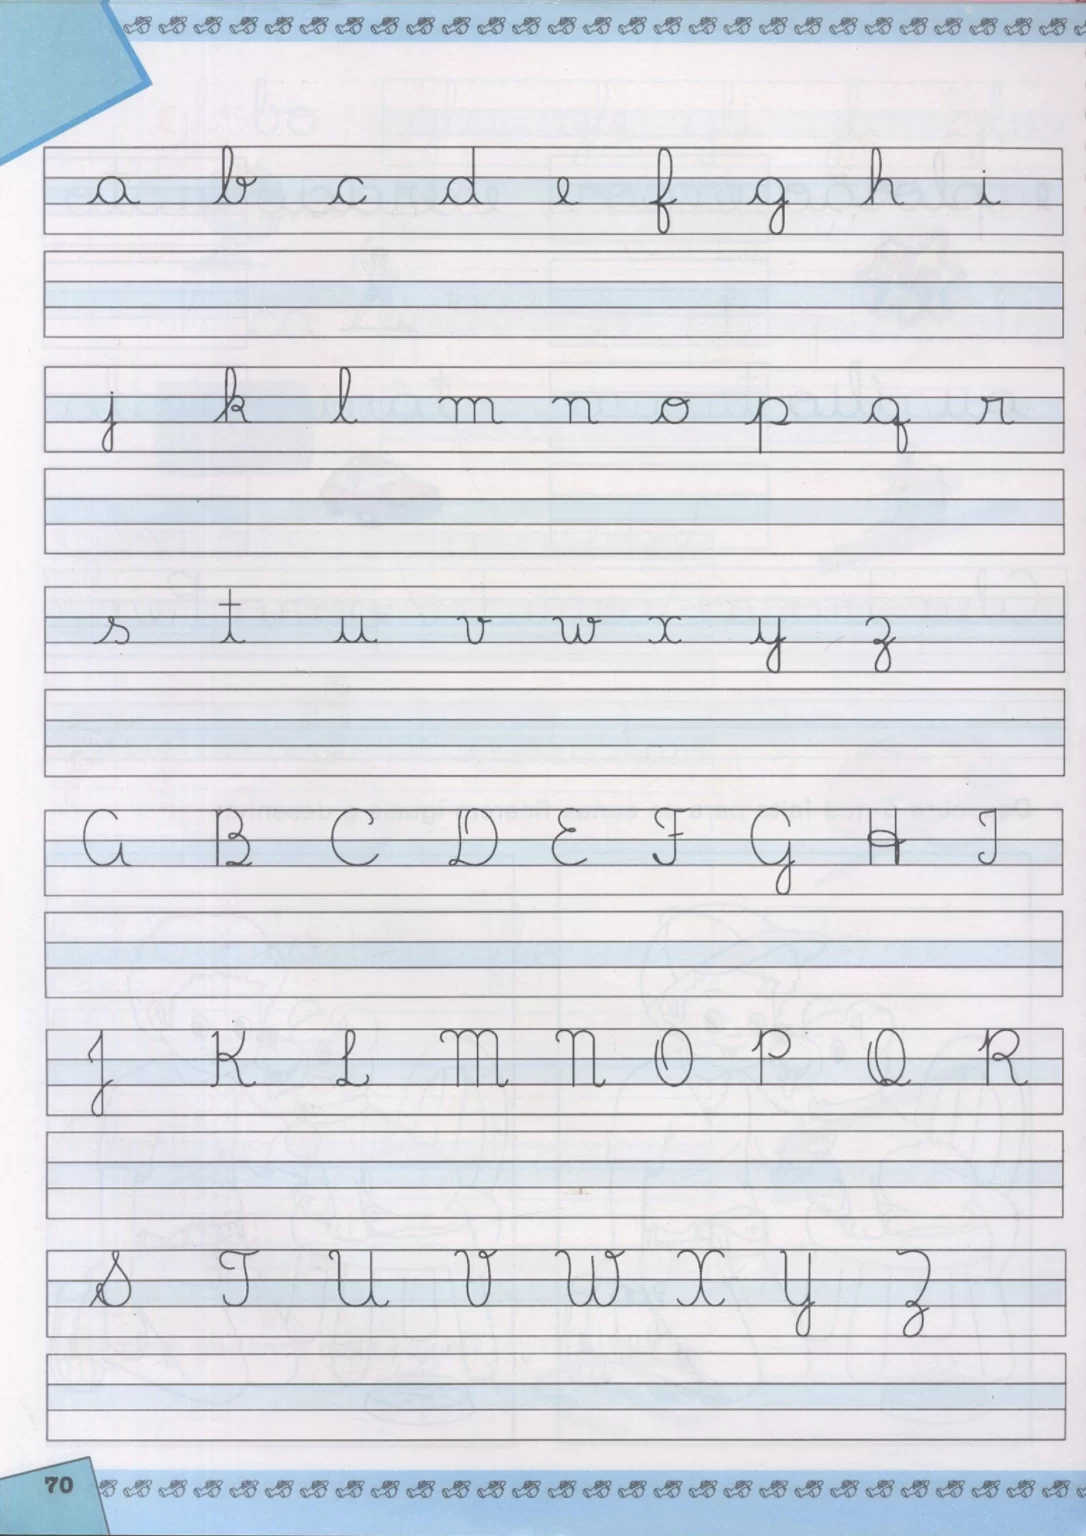 a b c d e f g h i
j k l m n o p q r
s t u v w x y z
A B C D E F G H I
J K L M N O P Q R
S T U V W X Y Z
70